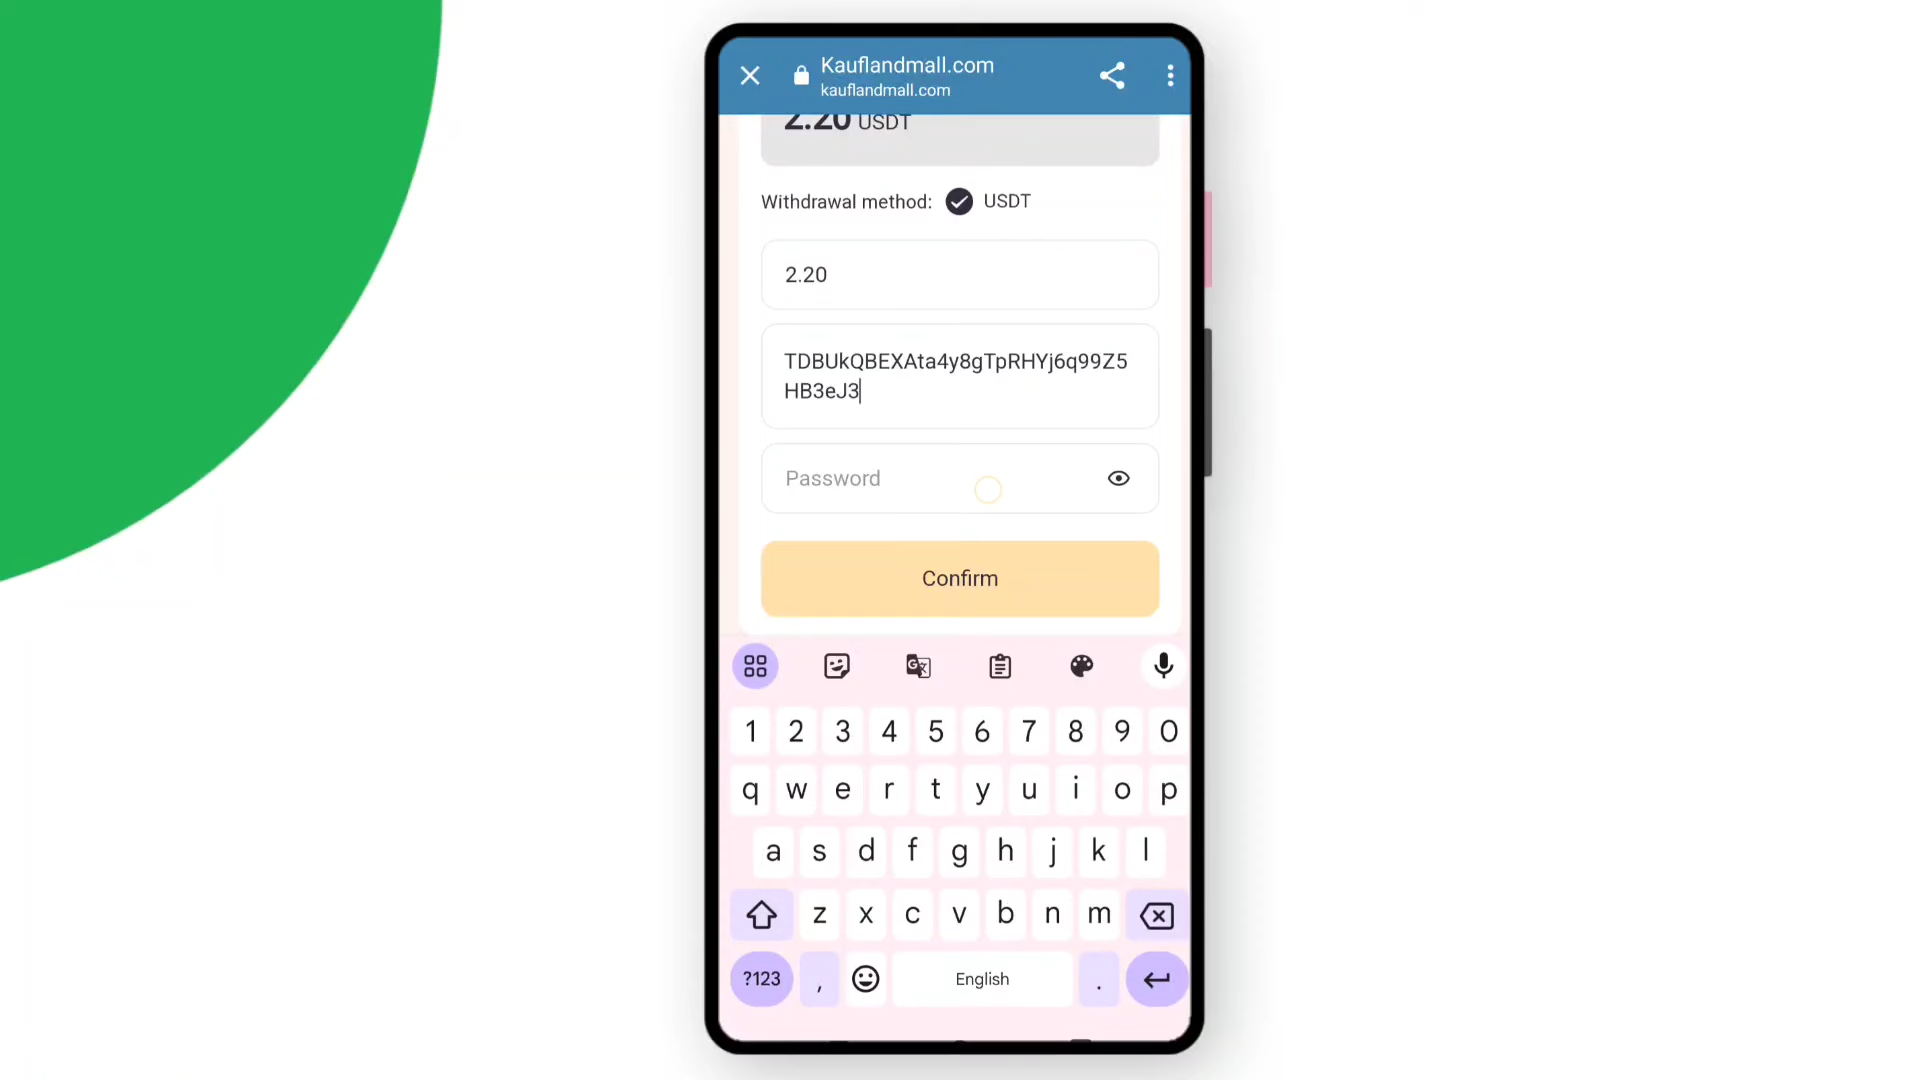 Kauflandmall.com
kauflandmall.com
2.20 USDT
Withdrawal method: USDT
2.20
TDBUkQBEXAta4y8gTpRHYj6q99Z5
HB3eJ3
Password
Confirm
1 2 3 4 5 6 7 8 9 0
q w e r t y u i o p
a s d f g h j k l
z x c v b n m
?123 , English .